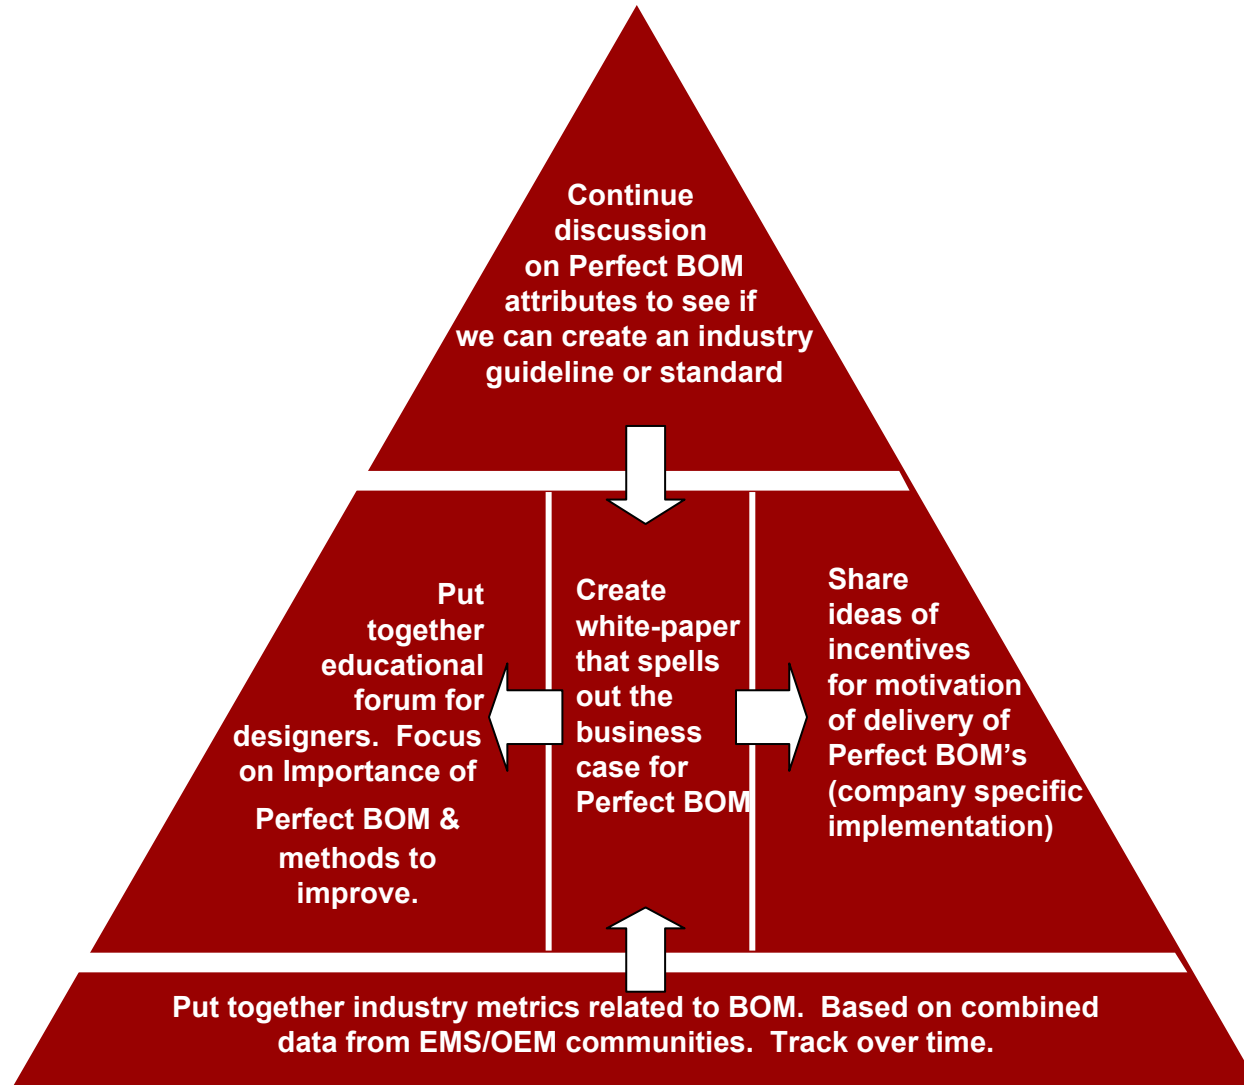 Continue
discussion
on Perfect BOM
attributes to see if
we can create an industry
guideline or standard
Put
together
educational
forum for
designers.  Focus
on Importance of
Perfect BOM &
methods to
improve.
Create
white-paper
that spells
out the
business
case for
Perfect BOM
Share
ideas of
incentives
for motivation
of delivery of
Perfect BOM’s
(company specific
implementation)
Put together industry metrics related to BOM.  Based on combined
data from EMS/OEM communities.  Track over time.